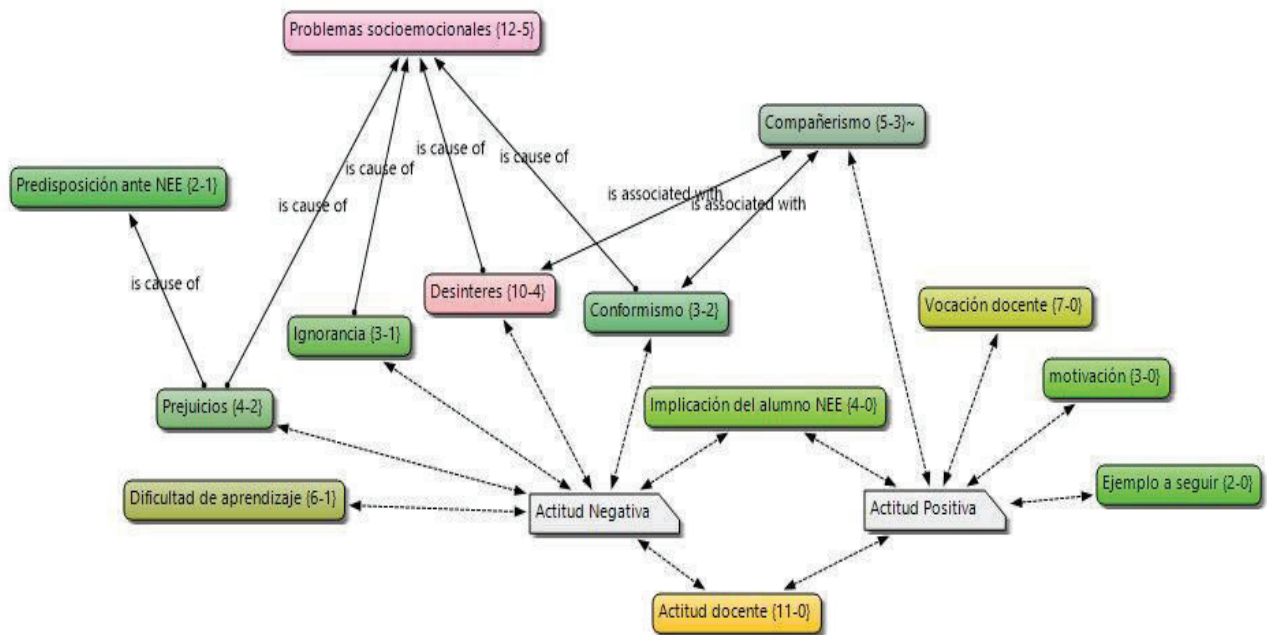 Problemas socioemocionales {12-5}
Compañerismo {5-3}~
is cause of
is cause of
is cause of
is cause of
Predisposición ante NEE {2-1}
is associated with
is cause of
is associated with
Desinteres {10-4}
Conformismo {3-2}
Vocación docente {7-0}
Ignorancia {3-1}
motivación {3-0}
Prejuicios {4-2}
Implicación del alumno NEE {4-0}
Dificultad de aprendizaje {6-1}
Actitud Negativa
Actitud Positiva
Ejemplo a seguir {2-0}
Actitud docente {11-0}